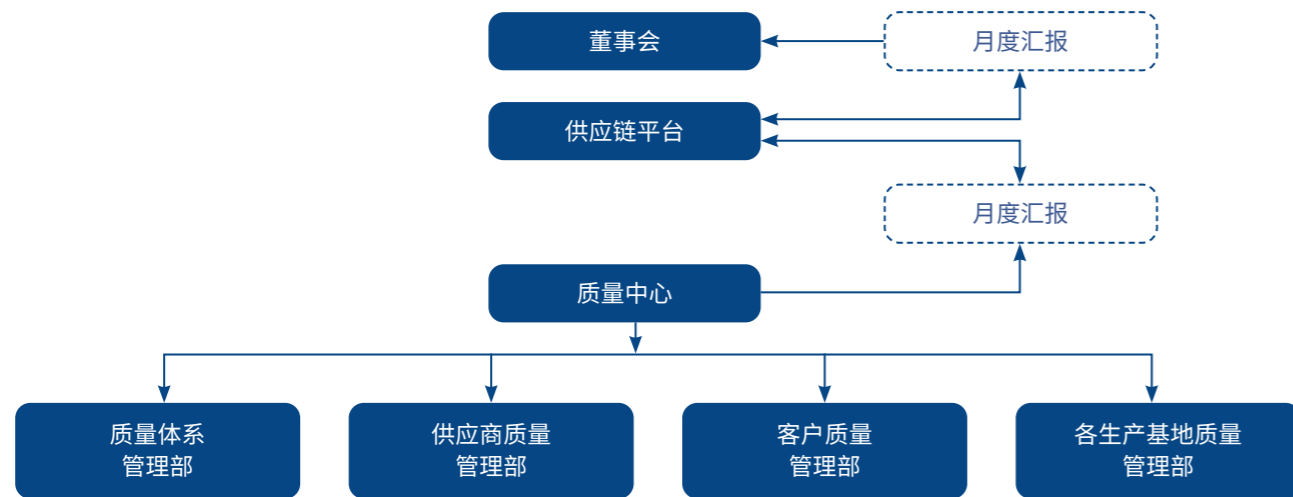 董事会
月度汇报
供应链平台
月度汇报
质量中心
质量体系
管理部
供应商质量
管理部
客户质量
管理部
各生产基地质量
管理部